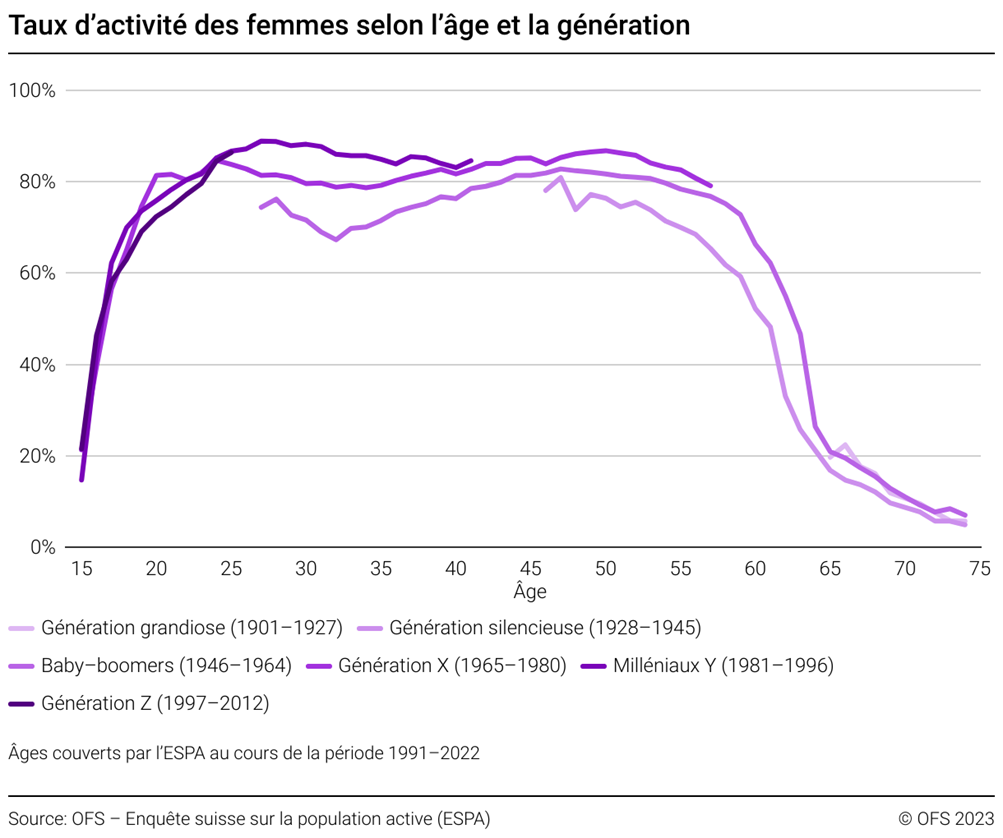 Taux d’activité des femmes selon l’âge et la génération
100%
80%
60%
40%
20%
0%
15 20 25 30 35 40 45 50 55 60 65 70 75
Âge
Génération grandiose (1901–1927) Génération silencieuse (1928–1945)
Baby–boomers (1946–1964) Génération X (1965–1980) Milléniaux Y (1981–1996)
Génération Z (1997–2012)
Âges couverts par l’ESPA au cours de la période 1991–2022
Source: OFS – Enquête suisse sur la population active (ESPA) © OFS 2023